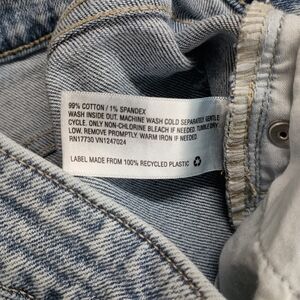 99% COTTON / 1% SPANDEX
WASH INSIDE OUT. MACHINE WASH COLD SEPARATELY, GENTLE
CYCLE. ONLY NON-CHLORINE BLEACH IF NEEDED. TUMBLE DRY
LOW. REMOVE PROMPTLY. WARM IRON IF NEEDED.
RN17730 VN1247024
LABEL MADE FROM 100% RECYCLED PLASTIC